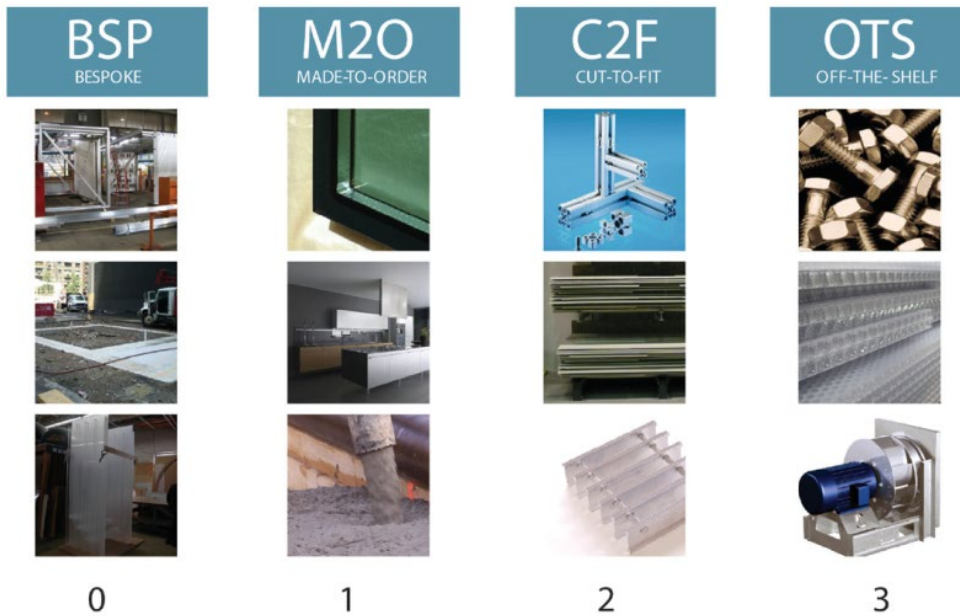 BSP
BESPOKE
M2O
MADE-TO-ORDER
C2F
CUT-TO-FIT
OTS
OFF-THE- SHELF
0
1
2
3